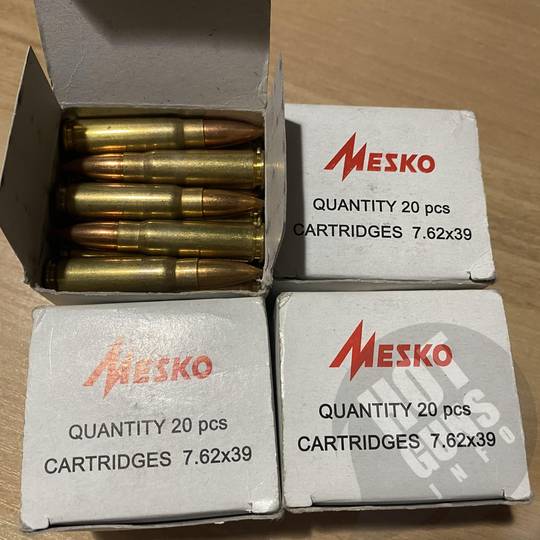 MESKO
QUANTITY 20 pcs
CARTRIDGES 7.62x39
MESKO
QUANTITY 20 pcs
CARTRIDGES 7.62x39
MESKO
QUANTITY 20 pcs
CARTRIDGES 7.62x39
HOT
GUNS
INFO